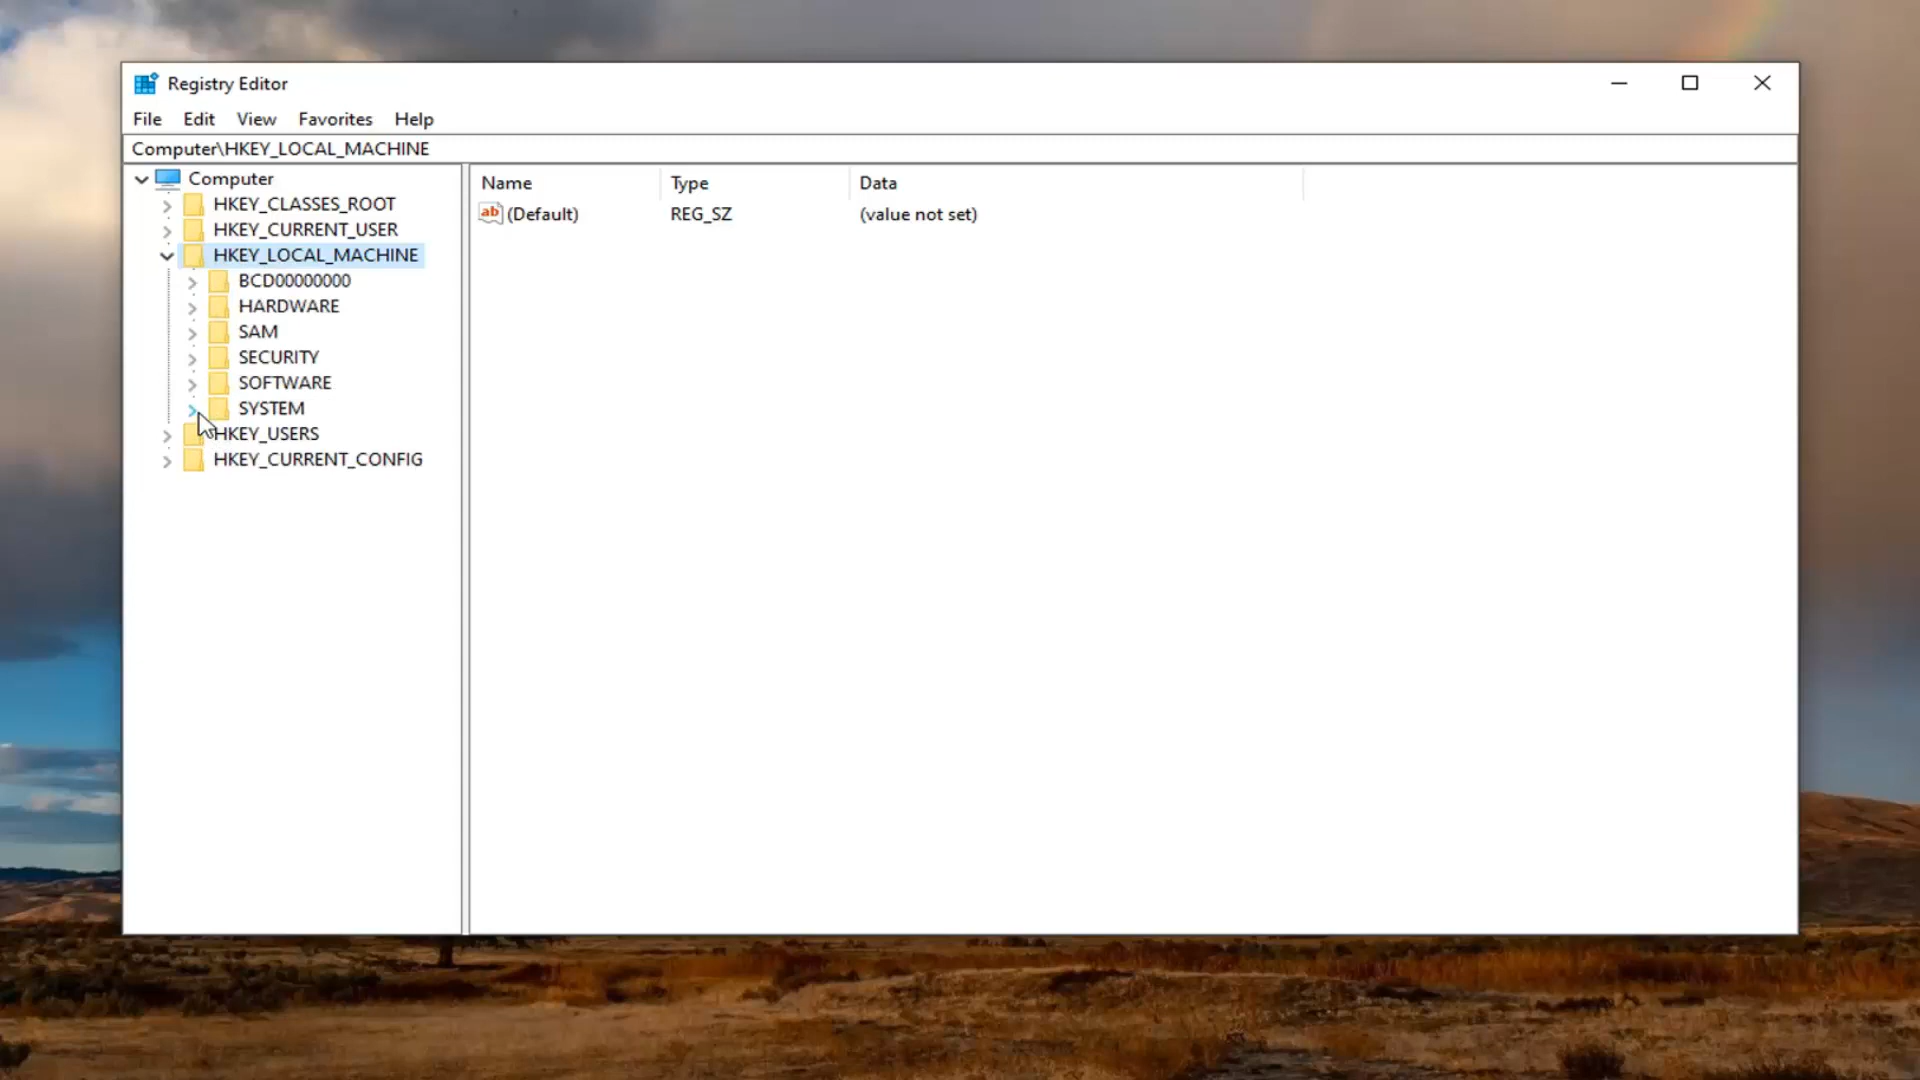 Registry Editor
File Edit View Favorites Help
Computer\HKEY_LOCAL_MACHINE
Computer
HKEY_CLASSES_ROOT
HKEY_CURRENT_USER
HKEY_LOCAL_MACHINE
BCD00000000
HARDWARE
SAM
SECURITY
SOFTWARE
SYSTEM
HKEY_USERS
HKEY_CURRENT_CONFIG
Name Type Data
ab (Default) REG_SZ (value not set)